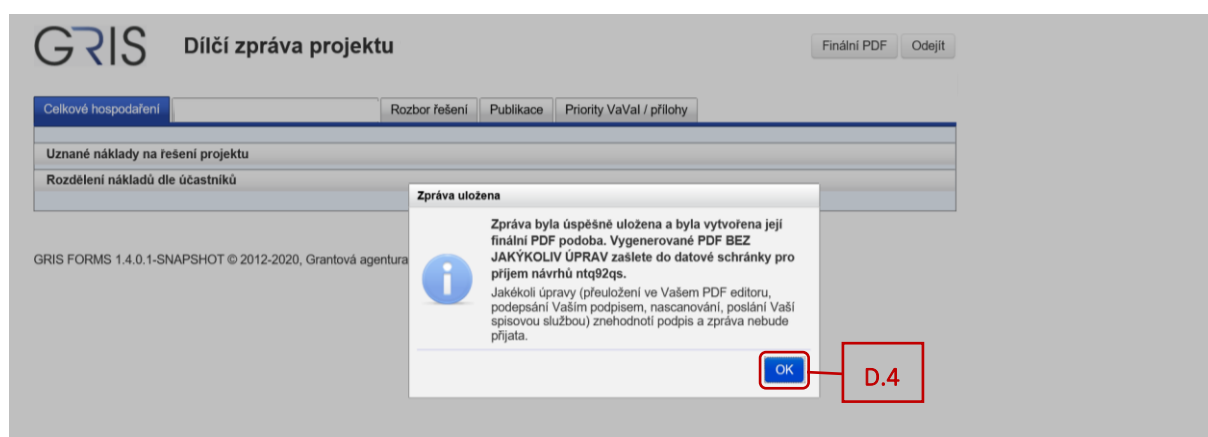 GRIS
Dílčí zpráva projektu
Finální PDF
Odejít
Celkové hospodaření
Rozbor řešení
Publikace
Priority VaVaI / přílohy
Uznané náklady na řešení projektu
Rozdělení nákladů dle účastníků
Zpráva uložena
Zpráva byla úspěšně uložena a byla vytvořena její
finální PDF podoba. Vygenerované PDF BEZ
JAKÝKOLIV ÚPRAV zašlete do datové schránky pro
příjem návrhů ntq92qs.
Jakékoli úpravy (přeuložení ve Vašem PDF editoru,
podepsání Vaším podpisem, nascanování, poslání Vaší
spisovou službou) znehodnotí podpis a zpráva nebude
přijata.
OK
D.4
GRIS FORMS 1.4.0.1-SNAPSHOT © 2012-2020, Grantová agentura